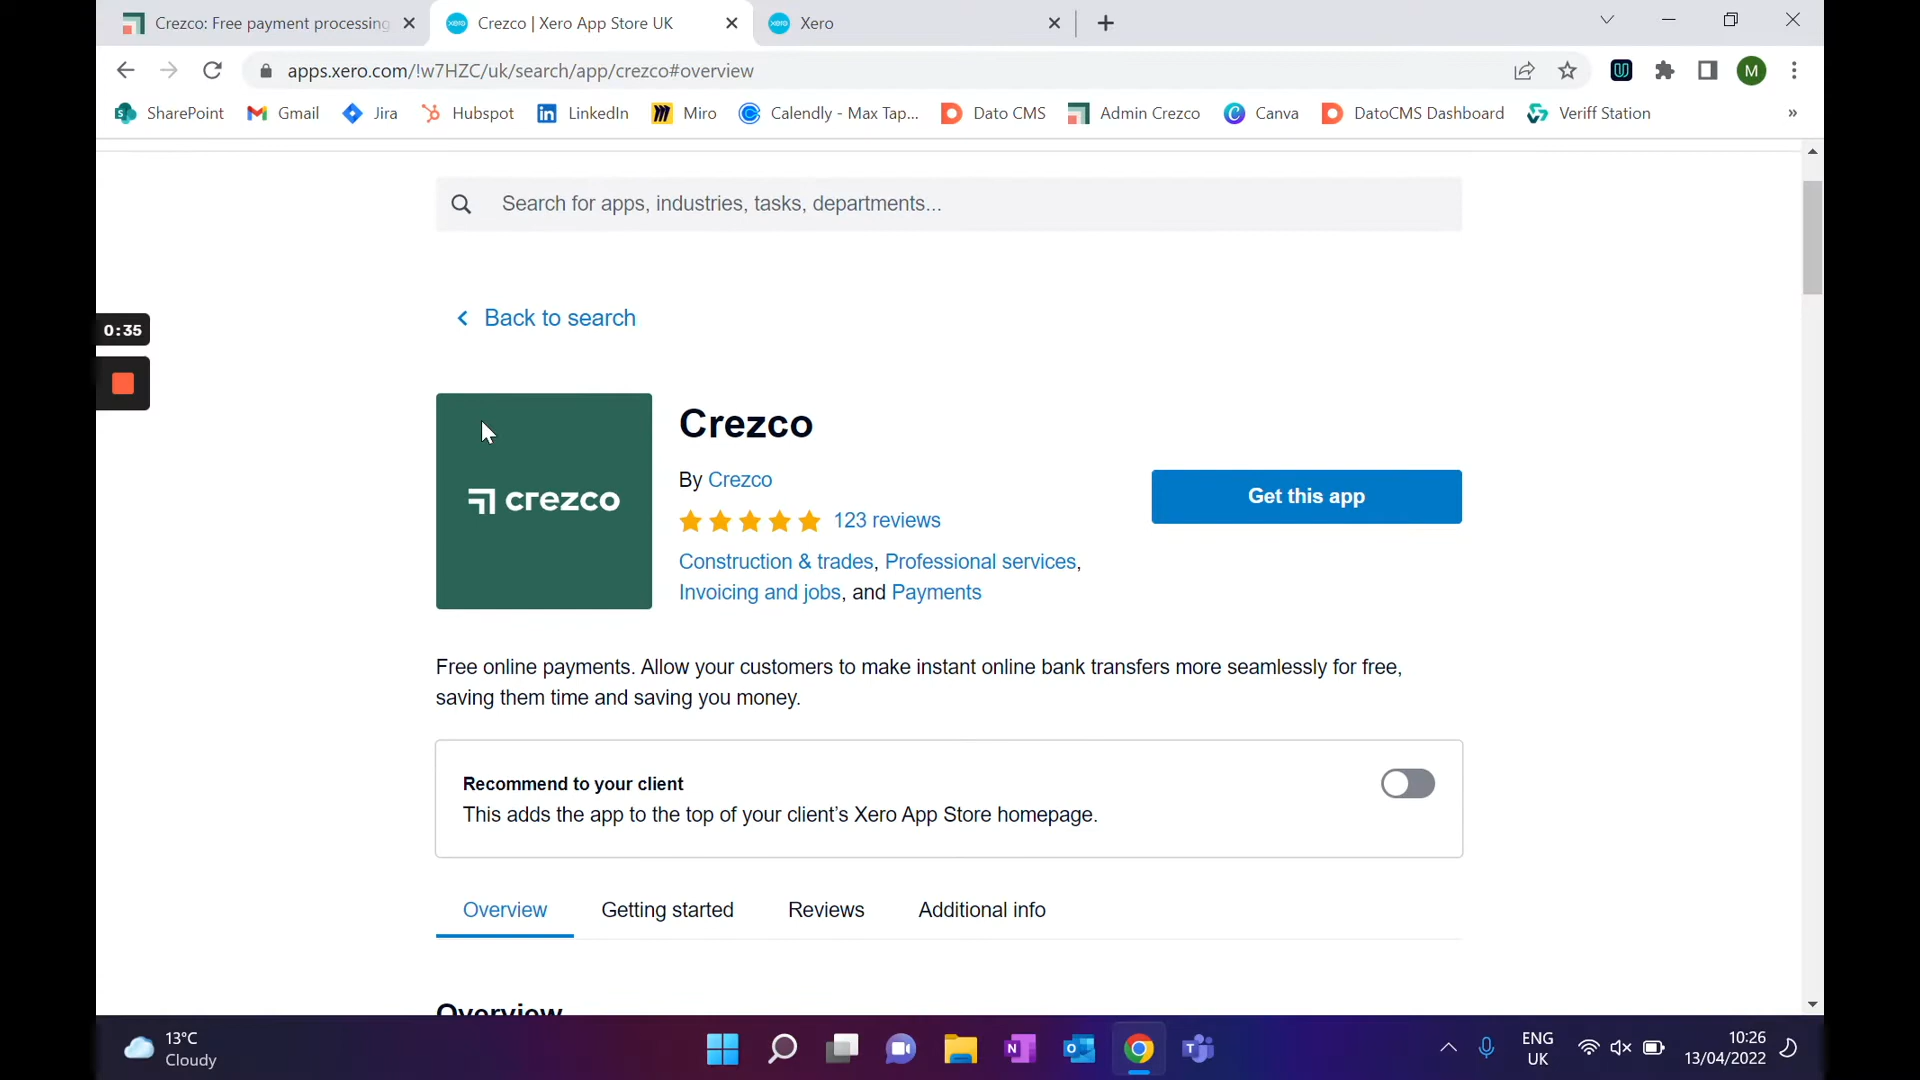 Crezco: Free payment processing
Crezco | Xero App Store UK
Xero
apps.xero.com/!w7HZC/uk/search/app/crezco#overview
M
SharePoint
Gmail
Jira
Hubspot
LinkedIn
Miro
Calendly - Max Tap...
Dato CMS
Admin Crezco
Canva
DatoCMS Dashboard
Veriff Station
»
Search for apps, industries, tasks, departments...
Back to search
0:35
crezco
Crezco
By Crezco
123 reviews
Get this app
Construction & trades, Professional services,
Invoicing and jobs, and Payments
Free online payments. Allow your customers to make instant online bank transfers more seamlessly for free,
saving them time and saving you money.
Recommend to your client
This adds the app to the top of your client's Xero App Store homepage.
Overview
Getting started
Reviews
Additional info
Overview
13°C
Cloudy
ENG
UK
10:26
13/04/2022